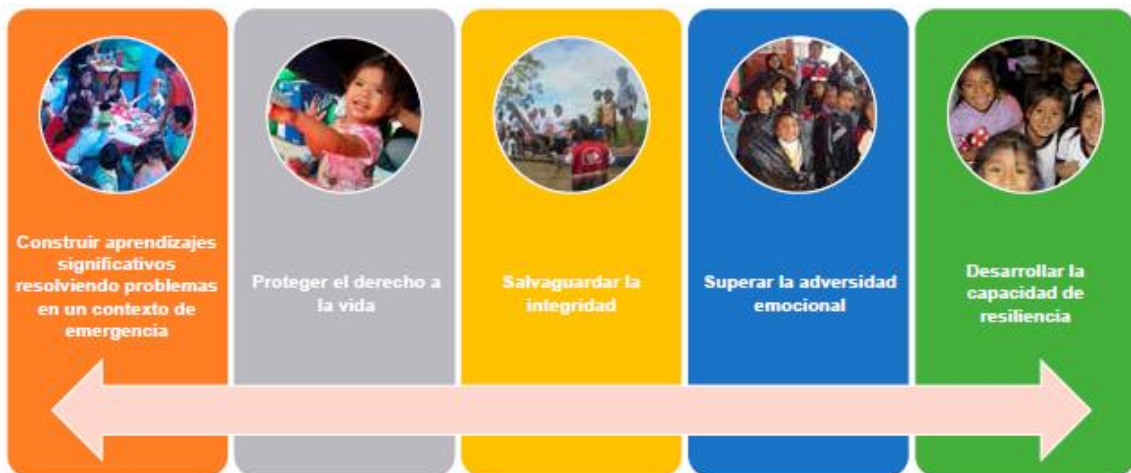 Construir aprendizajes
significativos
resolviendo problemas
en un contexto de
emergencia
Proteger el derecho a
la vida
Salvaguardar la
integridad
Superar la adversidad
emocional
Desarrollar la
capacidad de
resiliencia